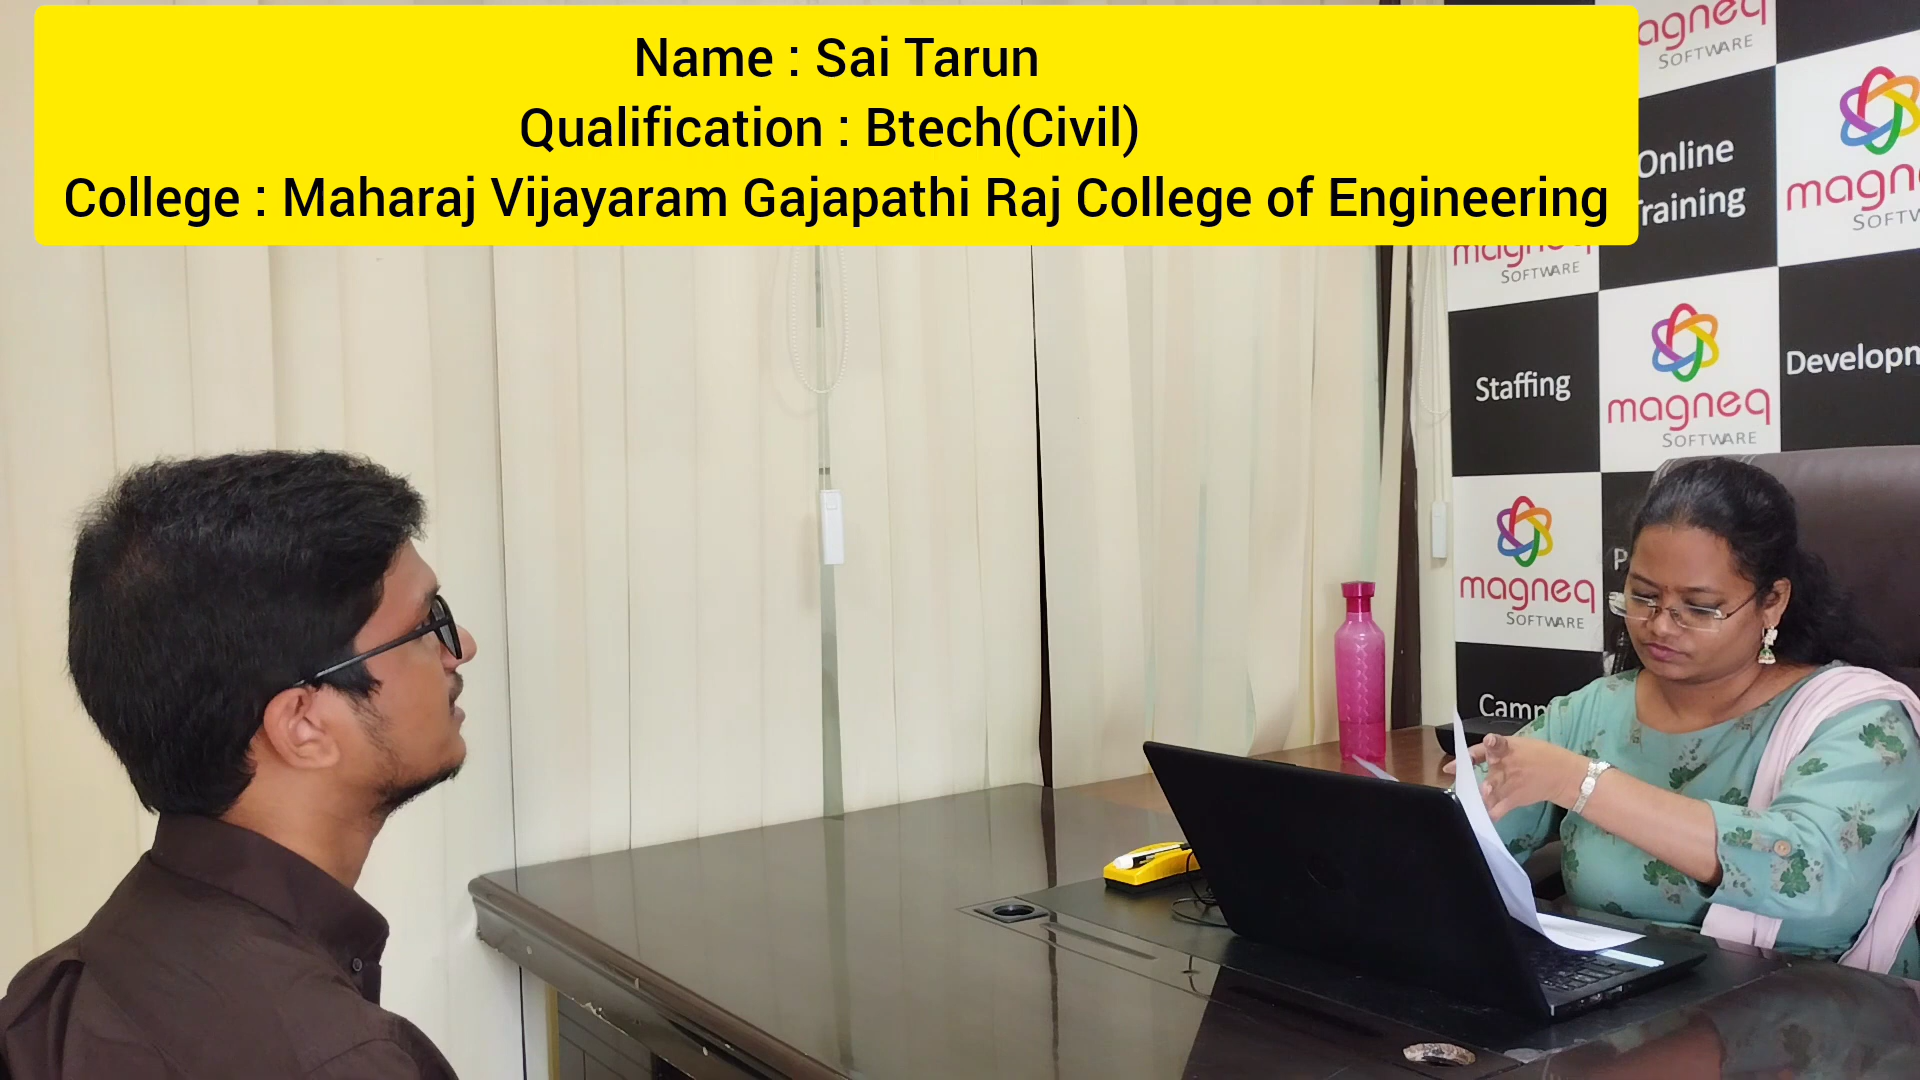 Name : Sai Tarun
Qualification : Btech(Civil)
College : Maharaj Vijayaram Gajapathi Raj College of Engineering
SOFTWARE
Online
Training
SOFTWARE
Staffing
magneq
SOFTWARE
magneq
SOFTWARE